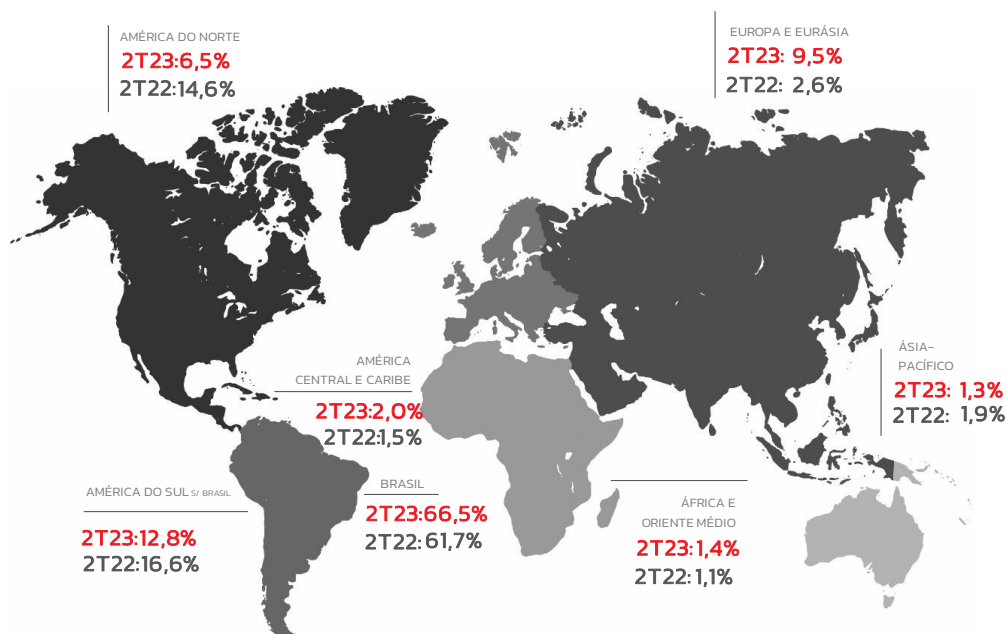 AMÉRICA DO NORTE
2T23:6,5%
2T22:14,6%
EUROPA E EURÁSIA
2T23: 9,5%
2T22: 2,6%
AMÉRICA
CENTRAL E CARIBE
2T23:2,0%
2T22:1,5%
ÁSIA-
PACÍFICO
2T23: 1,3%
2T22: 1,9%
AMÉRICA DO SUL S/ BRASIL
2T23:12,8%
2T22:16,6%
BRASIL
2T23:66,5%
2T22:61,7%
ÁFRICA E
ORIENTE MÉDIO
2T23:1,4%
2T22:1,1%